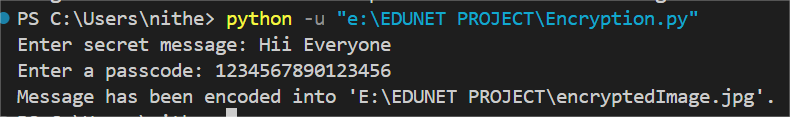 PS C:\Users\nithe> python -u "e:\EDUNET PROJECT\Encryption.py"
Enter secret message: Hii Everyone
Enter a passcode: 1234567890123456
Message has been encoded into 'E:\EDUNET PROJECT\encryptedImage.jpg'.